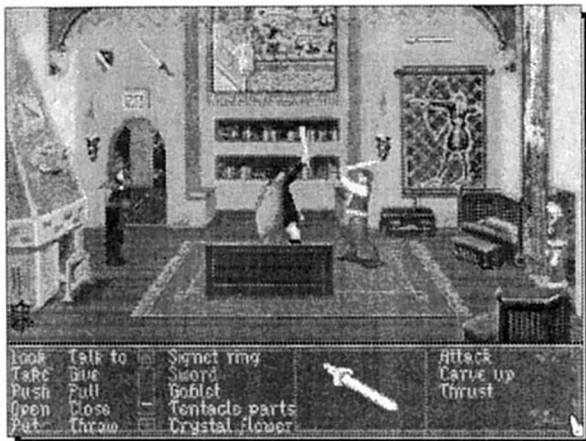 Look Talk to Signet ring Attack
Take Give Sword Carve up
Push Pull Goblet Thrust
Open Close Tentacle parts
Put Throw Crystal flower